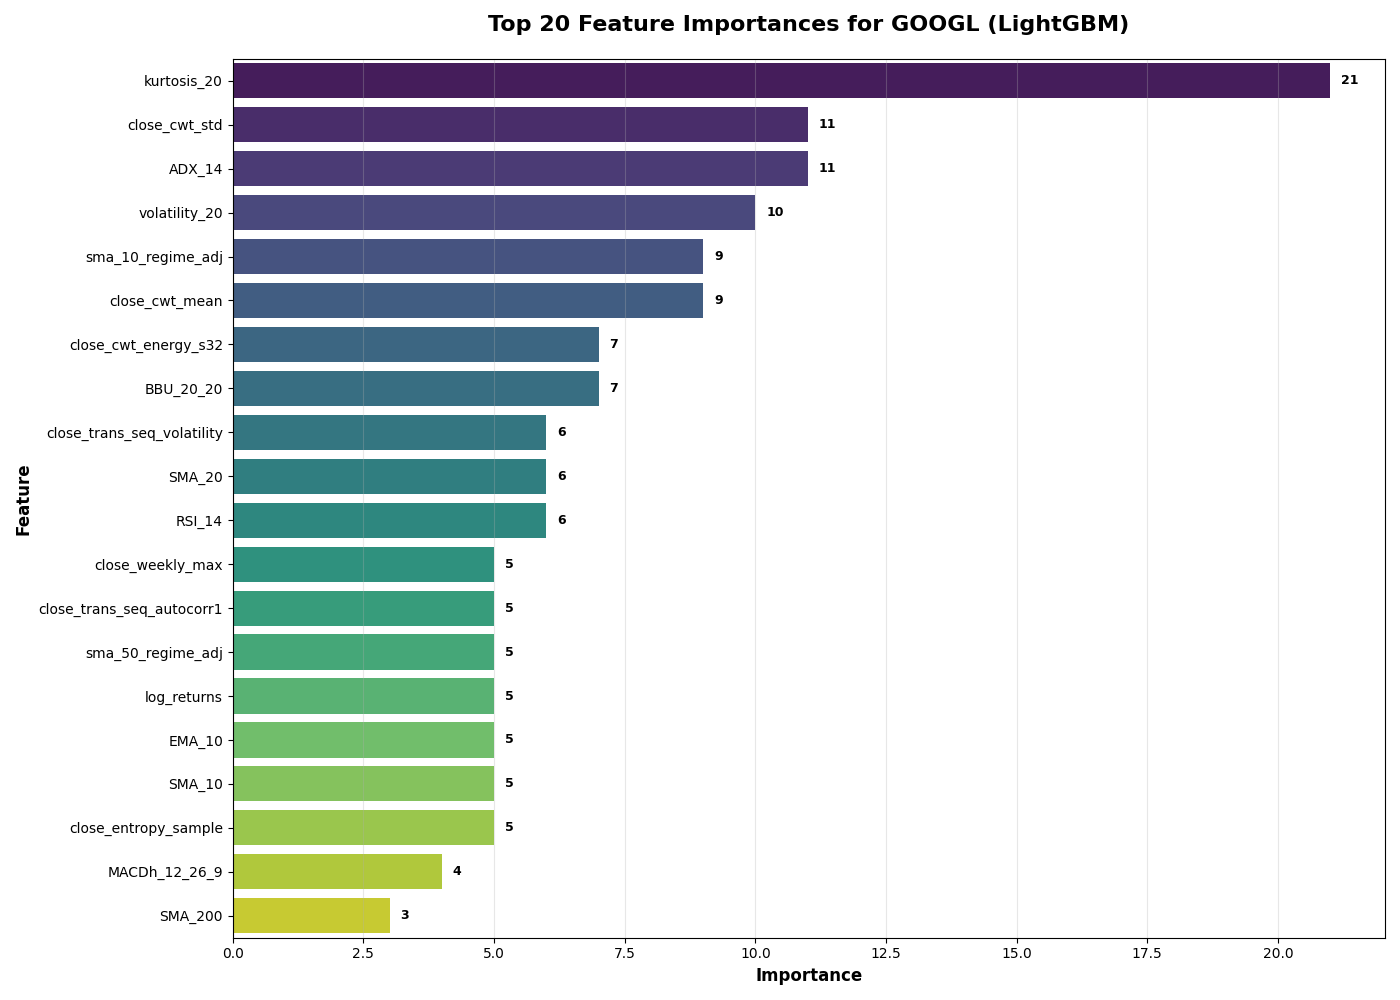 Top 20 Feature Importances for GOOGL (LightGBM)
kurtosis_20 21
close_cwt_std 11
ADX_14 11
volatility_20 10
sma_10_regime_adj 9
close_cwt_mean 9
close_cwt_energy_s32 7
BBU_20_20 7
close_trans_seq_volatility 6
SMA_20 6
RSI_14 6
close_weekly_max 5
close_trans_seq_autocorr1 5
sma_50_regime_adj 5
log_returns 5
EMA_10 5
SMA_10 5
close_entropy_sample 5
MACDh_12_26_9 4
SMA_200 3
Feature
0.0 2.5 5.0 7.5 10.0 12.5 15.0 17.5 20.0
Importance